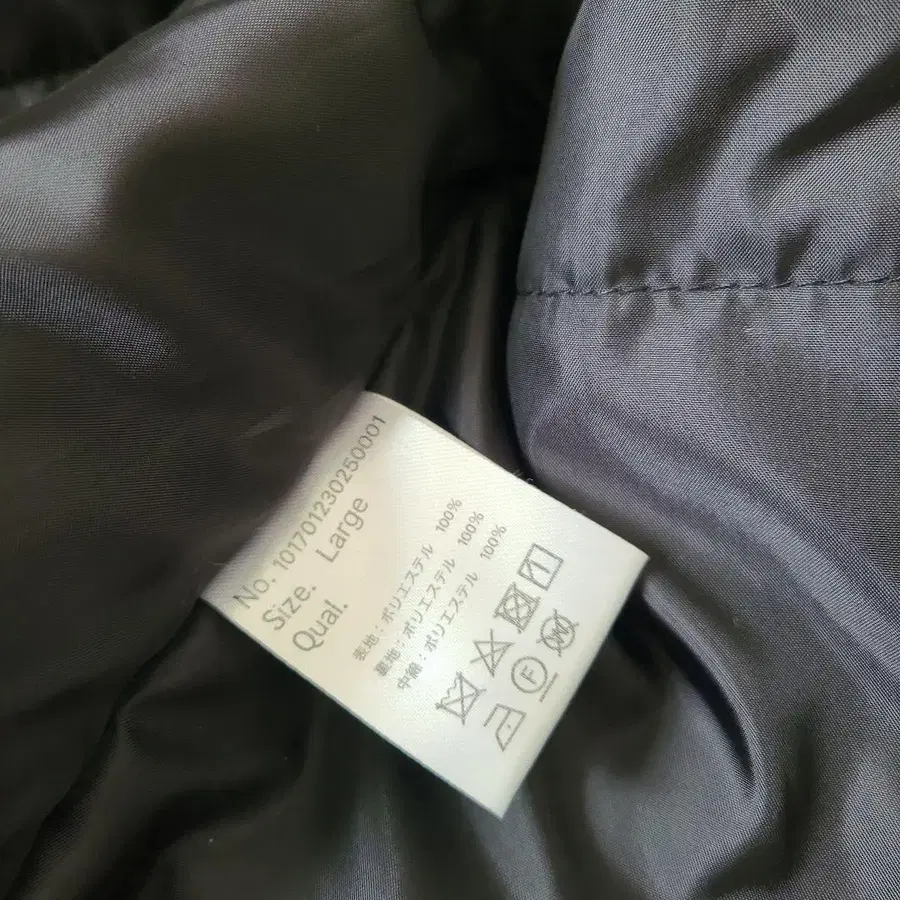 No. 101701230250001
Size. Large
Qual.
表地：ポリエステル 100%
裏地：ポリエステル 100%
中綿：ポリエステル 100%
F
W